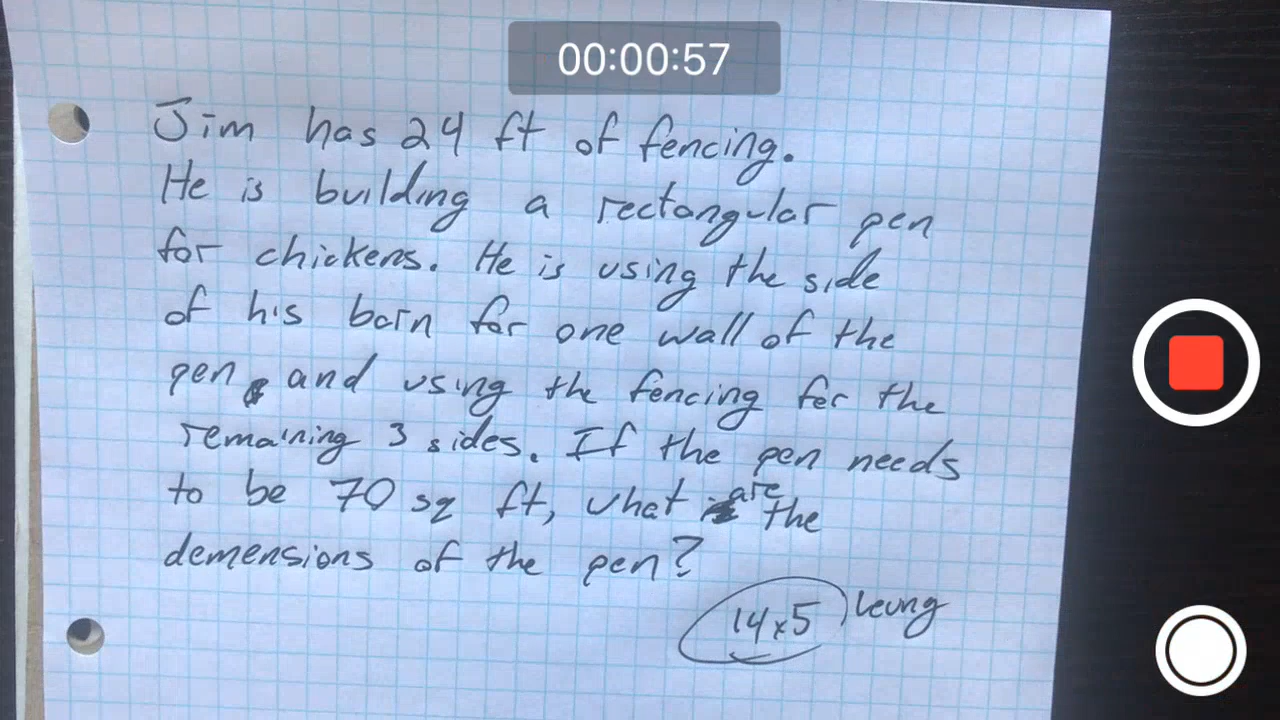 00:00:57
Jim has 24 ft of fencing.
He is building a rectangular pen
for chickens. He is using the side
of his barn for one wall of the
pen, and using the fencing for the
remaining 3 sides. If the pen needs
to be 70 sq ft, what are the
demensions of the pen?
14x5 Leung